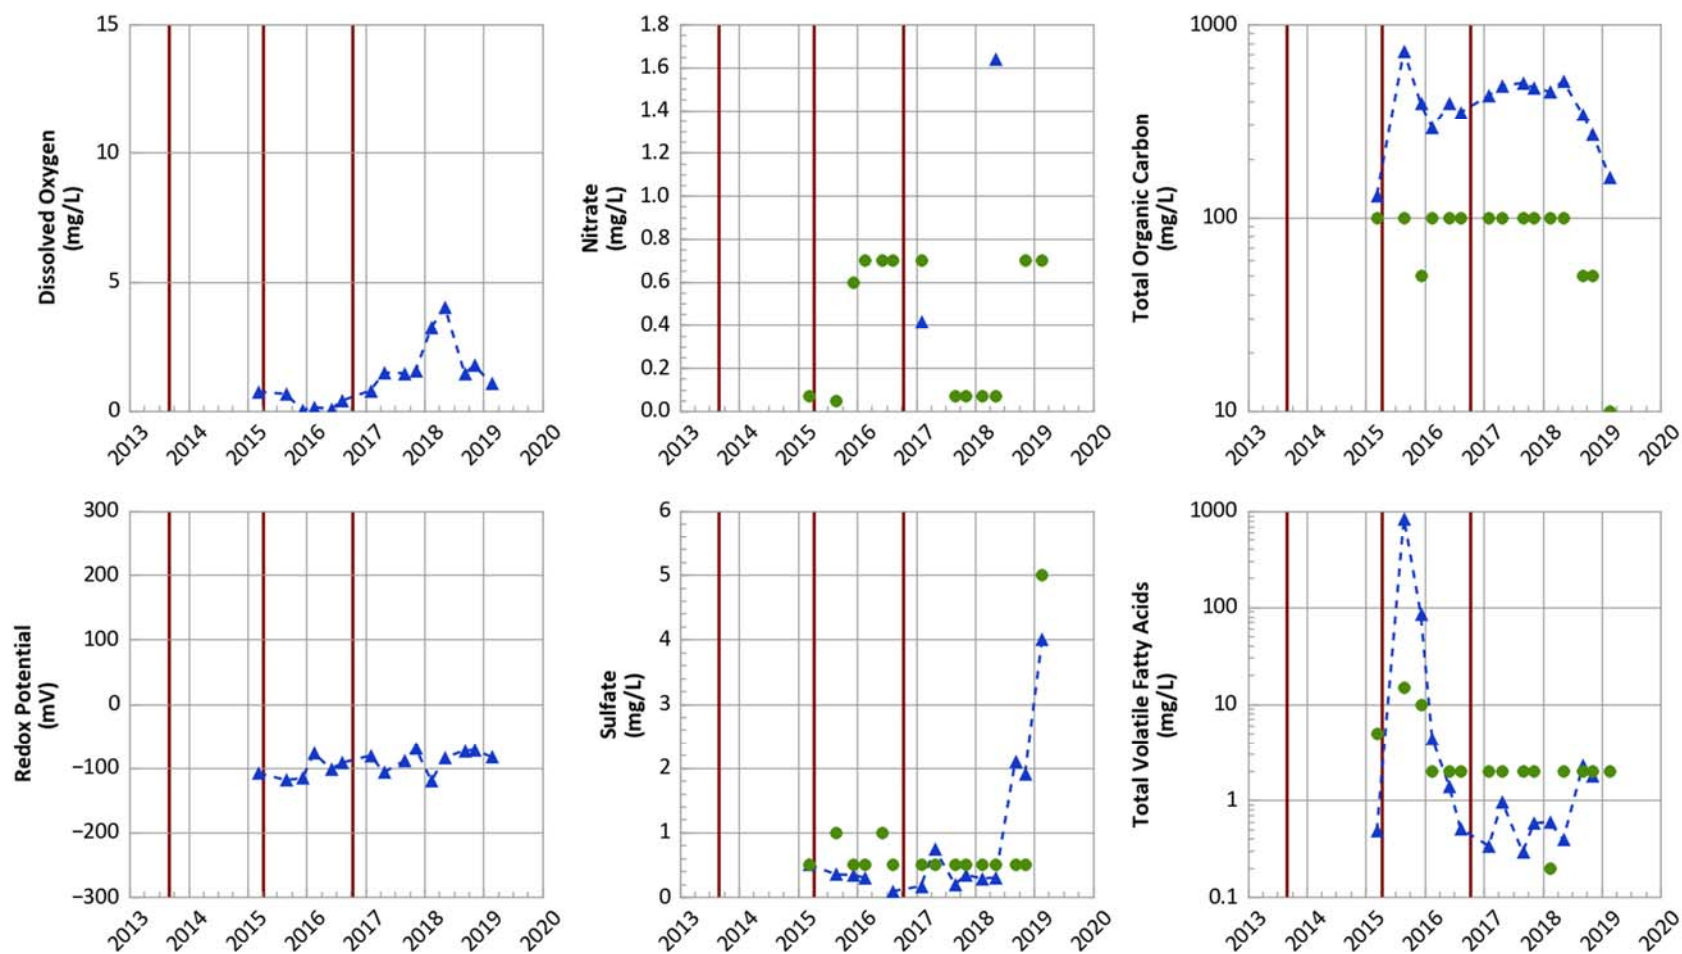 Dissolved Oxygen
(mg/L)
15
10
5
0
2013 2014 2015 2016 2017 2018 2019 2020
Nitrate
(mg/L)
1.8
1.6
1.4
1.2
1.0
0.8
0.6
0.4
0.2
0.0
2013 2014 2015 2016 2017 2018 2019 2020
Total Organic Carbon
(mg/L)
1000
100
10
2013 2014 2015 2016 2017 2018 2019 2020
Redox Potential
(mV)
300
200
100
0
−100
−200
−300
2013 2014 2015 2016 2017 2018 2019 2020
Sulfate
(mg/L)
6
5
4
3
2
1
0
2013 2014 2015 2016 2017 2018 2019 2020
Total Volatile Fatty Acids
(mg/L)
1000
100
10
1
0.1
2013 2014 2015 2016 2017 2018 2019 2020